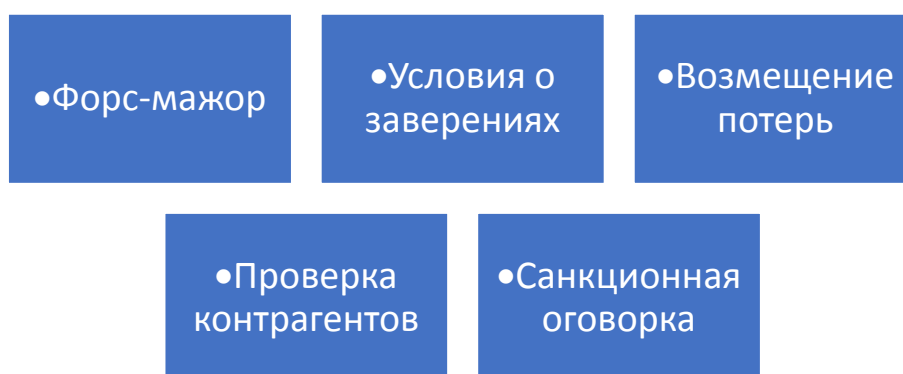 •Форс-мажор
•Условия о
заверениях
•Возмещение
потерь
•Проверка
контрагентов
•Санкционная
оговорка